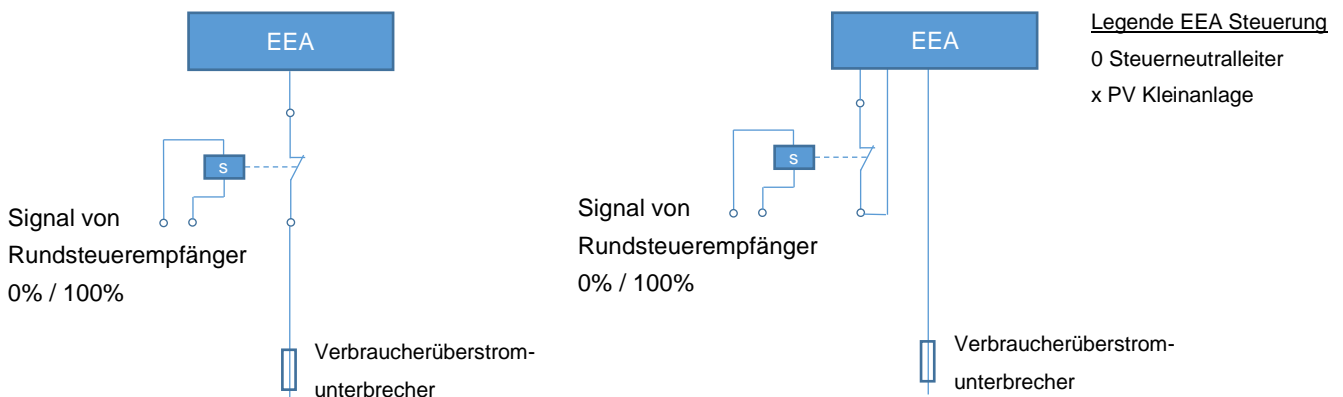 EEA
s
Signal von
Rundsteuerempfänger
0% / 100%
Verbraucherüberstrom-
unterbrecher
EEA
s
Signal von
Rundsteuerempfänger
0% / 100%
Verbraucherüberstrom-
unterbrecher
Legende EEA Steuerung
0 Steuerneutralleiter
x PV Kleinanlage